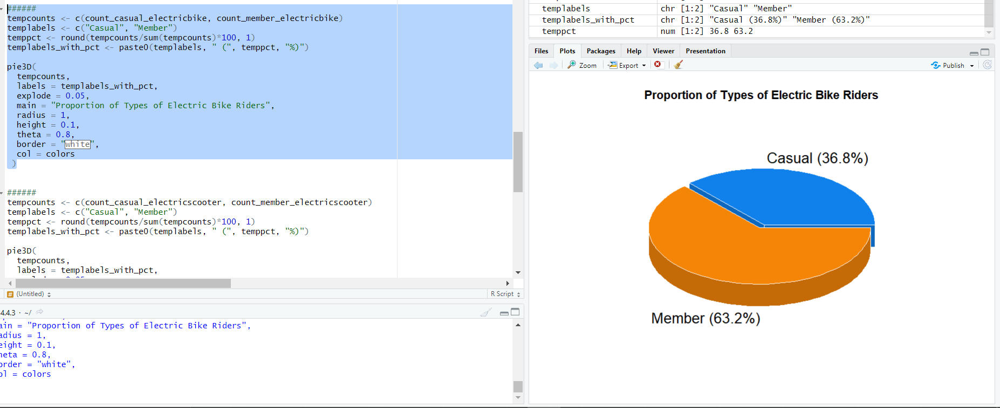 ######
tempcounts <- c(count_casual_electricbike, count_member_electricbike)
templabels <- c("Casual", "Member")
temppct <- round(tempcounts/sum(tempcounts)*100, 1)
templabels_with_pct <- paste0(templabels, " (", temppct, "%)")
pie3D(
tempcounts,
labels = templabels_with_pct,
explode = 0.05,
main = "Proportion of Types of Electric Bike Riders",
radius = 1,
height = 0.1,
theta = 0.8,
border = "white",
col = colors
)
######
tempcounts <- c(count_casual_electricscooter, count_member_electricscooter)
templabels <- c("Casual", "Member")
temppct <- round(tempcounts/sum(tempcounts)*100, 1)
templabels_with_pct <- paste0(templabels, " (", temppct, "%)")
pie3D(
tempcounts,
labels = templabels_with_pct,
(Untitled)
R Script
4.4.3 · ~/
ain = "Proportion of Types of Electric Bike Riders",
adius = 1,
eight = 0.1,
heta = 0.8,
order = "white",
ol = colors
templabels chr [1:2] "Casual" "Member"
templabels_with_pct chr [1:2] "Casual (36.8%)" "Member (63.2%)"
temppct num [1:2] 36.8 63.2
Files Plots Packages Help Viewer Presentation
Zoom Export Publish
Proportion of Types of Electric Bike Riders
Casual (36.8%)
Member (63.2%)